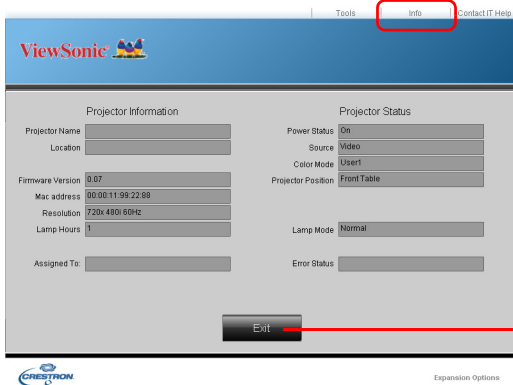 Tools Info Contact IT Help
ViewSonic
Projector Information
Projector Name
Location
Firmware Version 0.07
Mac address 00:00:11:99:22:88
Resolution 720x 480i 60Hz
Lamp Hours 1
Assigned To:
Projector Status
Power Status On
Source Video
Color Mode User1
Projector Position Front Table
Lamp Mode Normal
Error Status
Exit
CRESTRON
Expansion Options